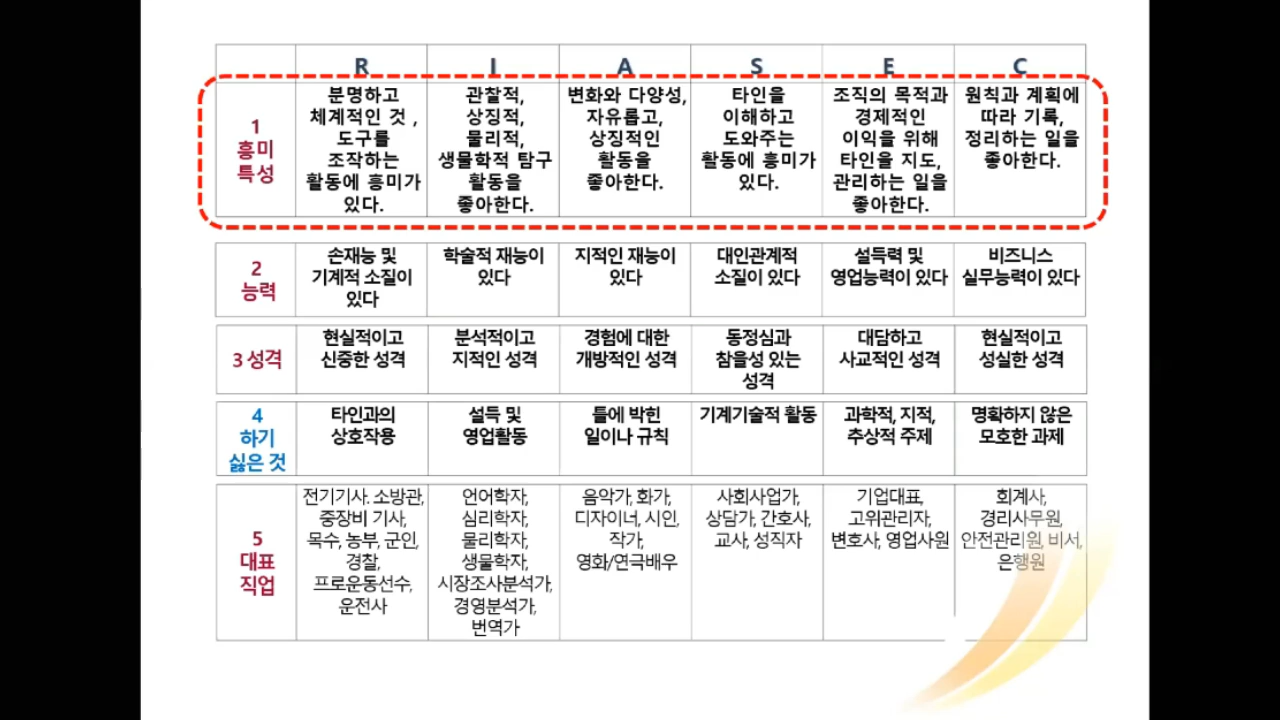 R I A S E C
1
흥미
특성
분명하고
체계적인 것 ,
도구를
조작하는
활동에 흥미가
있다.
관찰적,
상징적,
물리적,
생물학적 탐구
활동을
좋아한다.
변화와 다양성,
자유롭고,
상징적인
활동을
좋아한다.
타인을
이해하고
도와주는
활동에 흥미가
있다.
조직의 목적과
경제적인
이익을 위해
타인을 지도,
관리하는 일을
좋아한다.
원칙과 계획에
따라 기록,
정리하는 일을
좋아한다.
2
능력
손재능 및
기계적 소질이
있다
학술적 재능이
있다
지적인 재능이
있다
대인관계적
소질이 있다
설득력 및
영업능력이 있다
비즈니스
실무능력이 있다
3 성격
현실적이고
신중한 성격
분석적이고
지적인 성격
경험에 대한
개방적인 성격
동정심과
참을성 있는
성격
대담하고
사교적인 성격
현실적이고
성실한 성격
4
하기
싫은 것
타인과의
상호작용
설득 및
영업활동
틀에 박힌
일이나 규칙
기계기술적 활동
과학적, 지적,
추상적 주제
명확하지 않은
모호한 과제
5
대표
직업
전기기사. 소방관,
중장비 기사,
목수, 농부, 군인,
경찰,
프로운동선수,
운전사
언어학자,
심리학자,
물리학자,
생물학자,
시장조사분석가,
경영분석가,
번역가
음악가, 화가,
디자이너, 시인,
작가,
영화/연극배우
사회사업가,
상담가, 간호사,
교사, 성직자
기업대표,
고위관리자,
변호사, 영업사원
회계사,
경리사무원,
안전관리원, 비서,
은행원